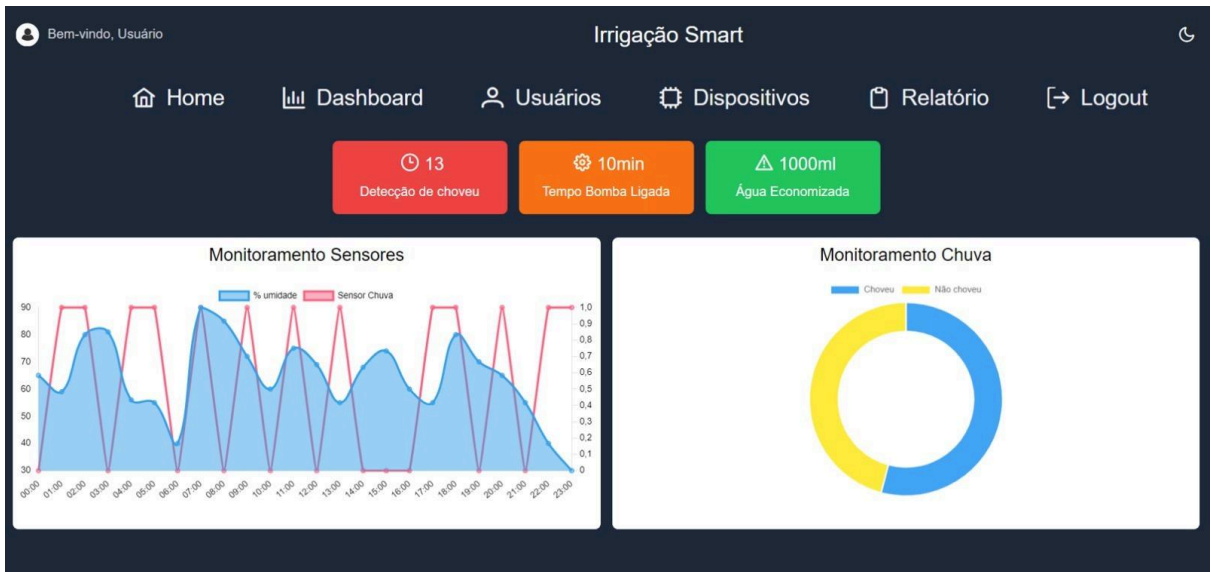 Bem-vindo, Usuário
Irrigação Smart
Home Dashboard Usuários Dispositivos Relatório Logout
13
Detecção de choveu
10min
Tempo Bomba Ligada
1000ml
Água Economizada
Monitoramento Sensores
% umidade Sensor Chuva
90
80
70
60
50
40
30
1,0
0,9
0,8
0,7
0,6
0,5
0,4
0,3
0,2
0,1
0
00:00 01:00 02:00 03:00 04:00 05:00 06:00 07:00 08:00 09:00 10:00 11:00 12:00 13:00 14:00 15:00 16:00 17:00 18:00 19:00 20:00 21:00 22:00 23:00
Monitoramento Chuva
Choveu Não choveu